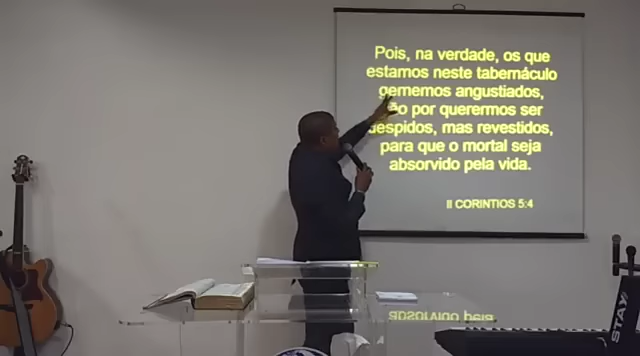 Pois, na verdade, os que
estamos neste tabernáculo
gememos angustiados,
por querermos ser
despidos, mas revestidos,
para que o mortal seja
absorvido pela vida.
II CORINTIOS 5:4
STAY